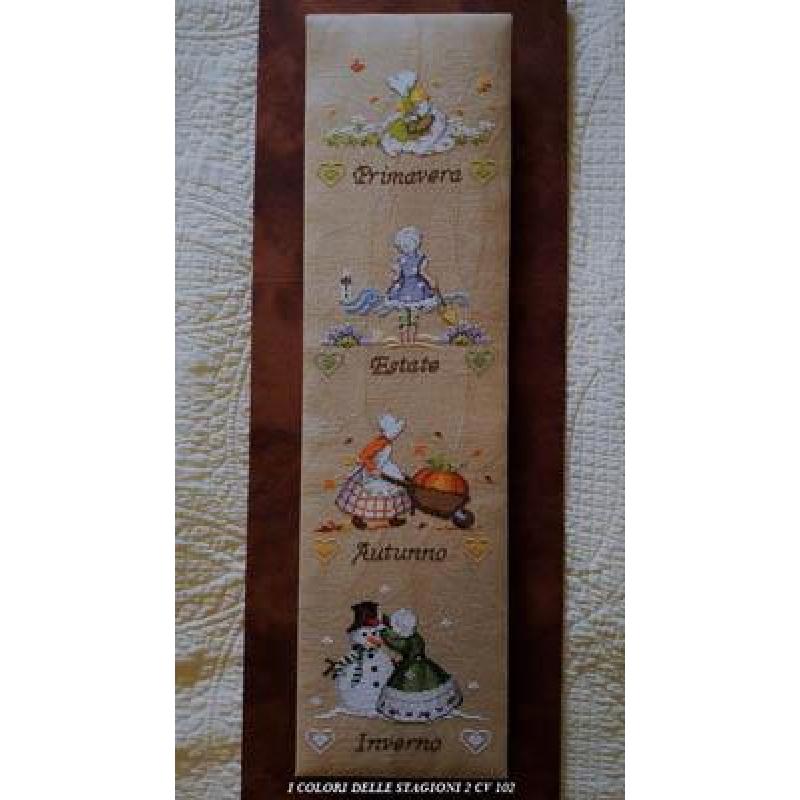 Primavera
Estate
Autunno
Inverno
I COLORI DELLE STAGIONI 2 CV 102